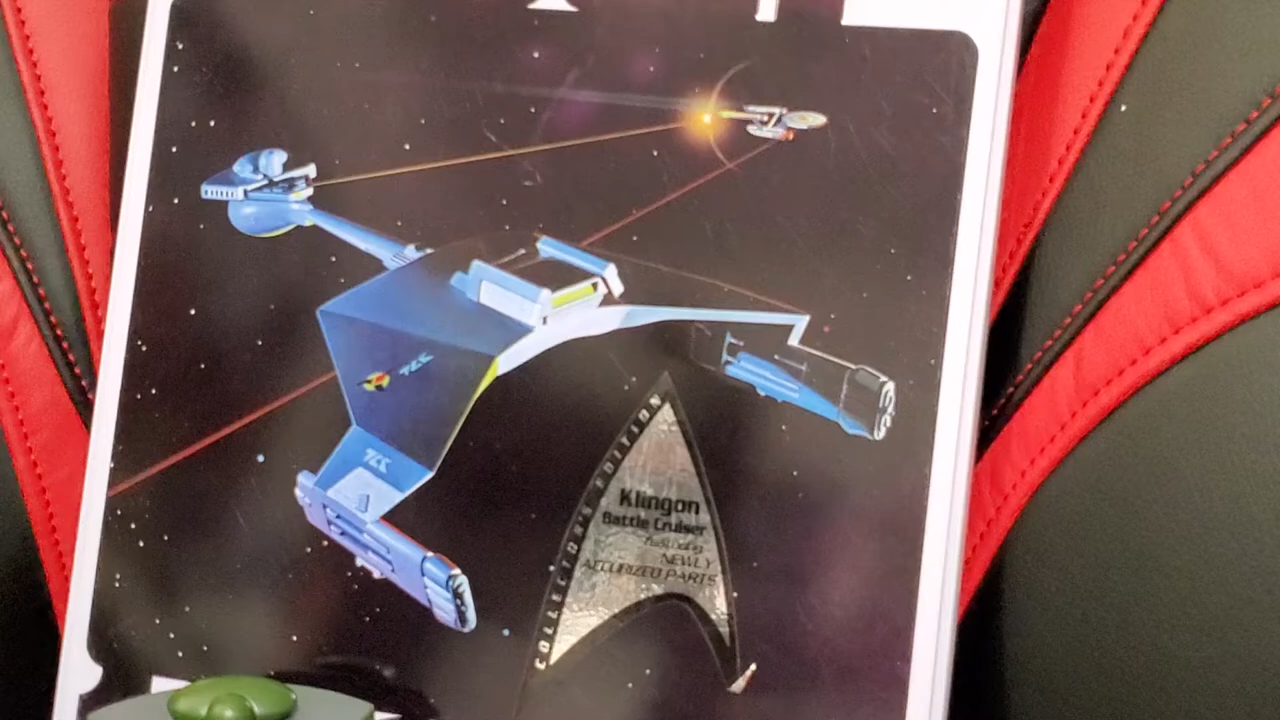 COLLECTOR'S EDITION
Klingon
Battle Cruiser
featuring
NEWLY
ACCURIZED PARTS